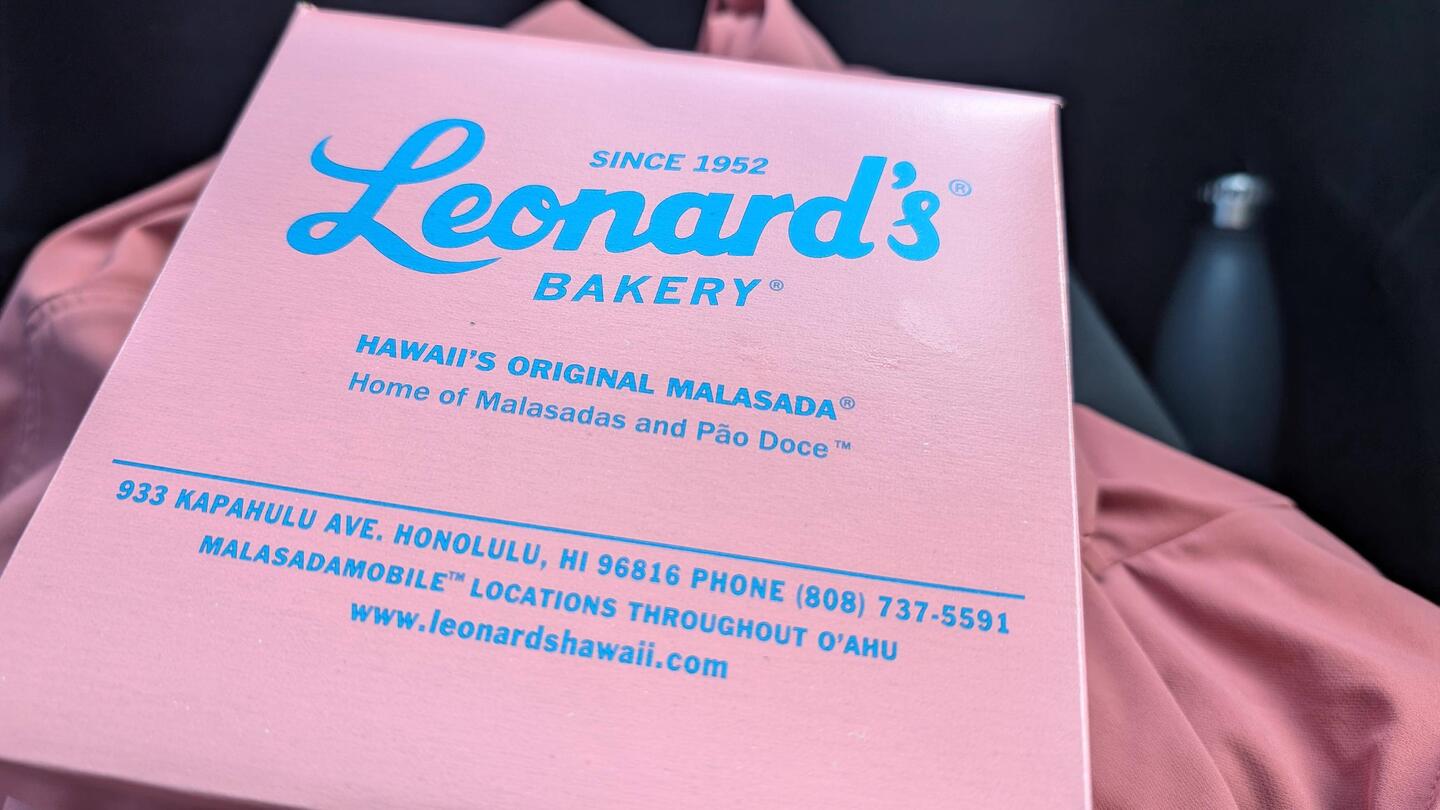 SINCE 1952
Leonard's®
BAKERY®
HAWAII'S ORIGINAL MALASADA®
Home of Malasadas and Pão Doce™
933 KAPAHULU AVE. HONOLULU, HI 96816 PHONE (808) 737-5591
MALASADAMOBILE™ LOCATIONS THROUGHOUT O'AHU
www.leonardshawaii.com